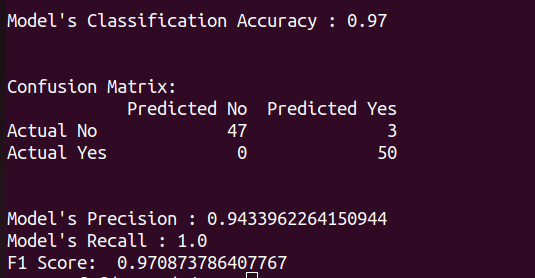 Model's Classification Accuracy : 0.97
Confusion Matrix:
Predicted No Predicted Yes
Actual No 47 3
Actual Yes 0 50
Model's Precision : 0.9433962264150944
Model's Recall : 1.0
F1 Score: 0.970873786407767